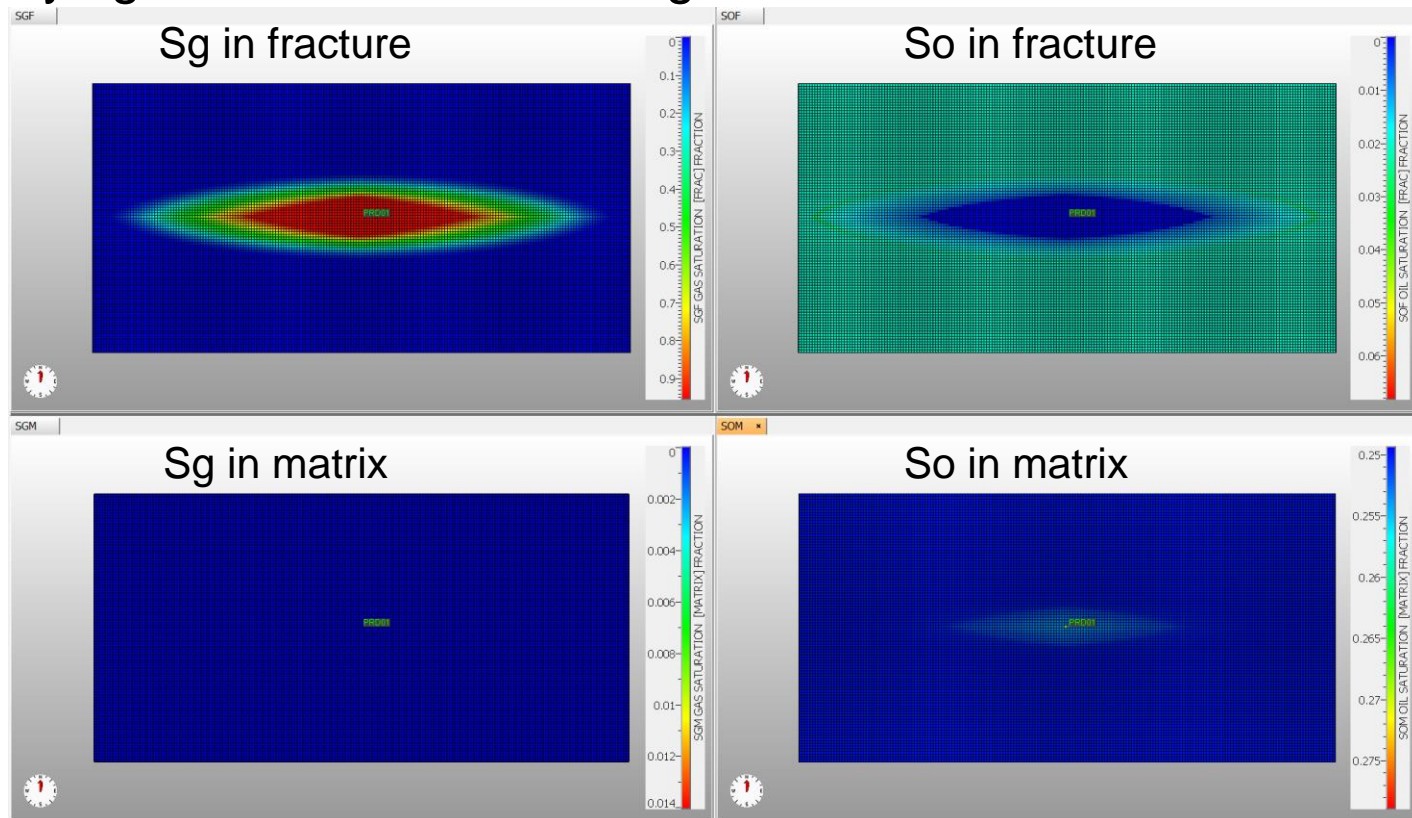 SGF
Sg in fracture
0
0.1
0.2
0.3
0.4
0.5
0.6
0.7
0.8
0.9
SGF GAS SATURATION [FRAC] FRACTION
PRD01
SOF
So in fracture
0
0.01
0.02
0.03
0.04
0.05
0.06
SOF OIL SATURATION [FRAC] FRACTION
PRD01
SGM
Sg in matrix
0
0.002
0.004
0.006
0.008
0.01
0.012
0.014
SGM GAS SATURATION [MATRIX] FRACTION
PRD01
SOM ×
So in matrix
0.25
0.255
0.26
0.265
0.27
0.275
SOM OIL SATURATION [MATRIX] FRACTION
PRD01